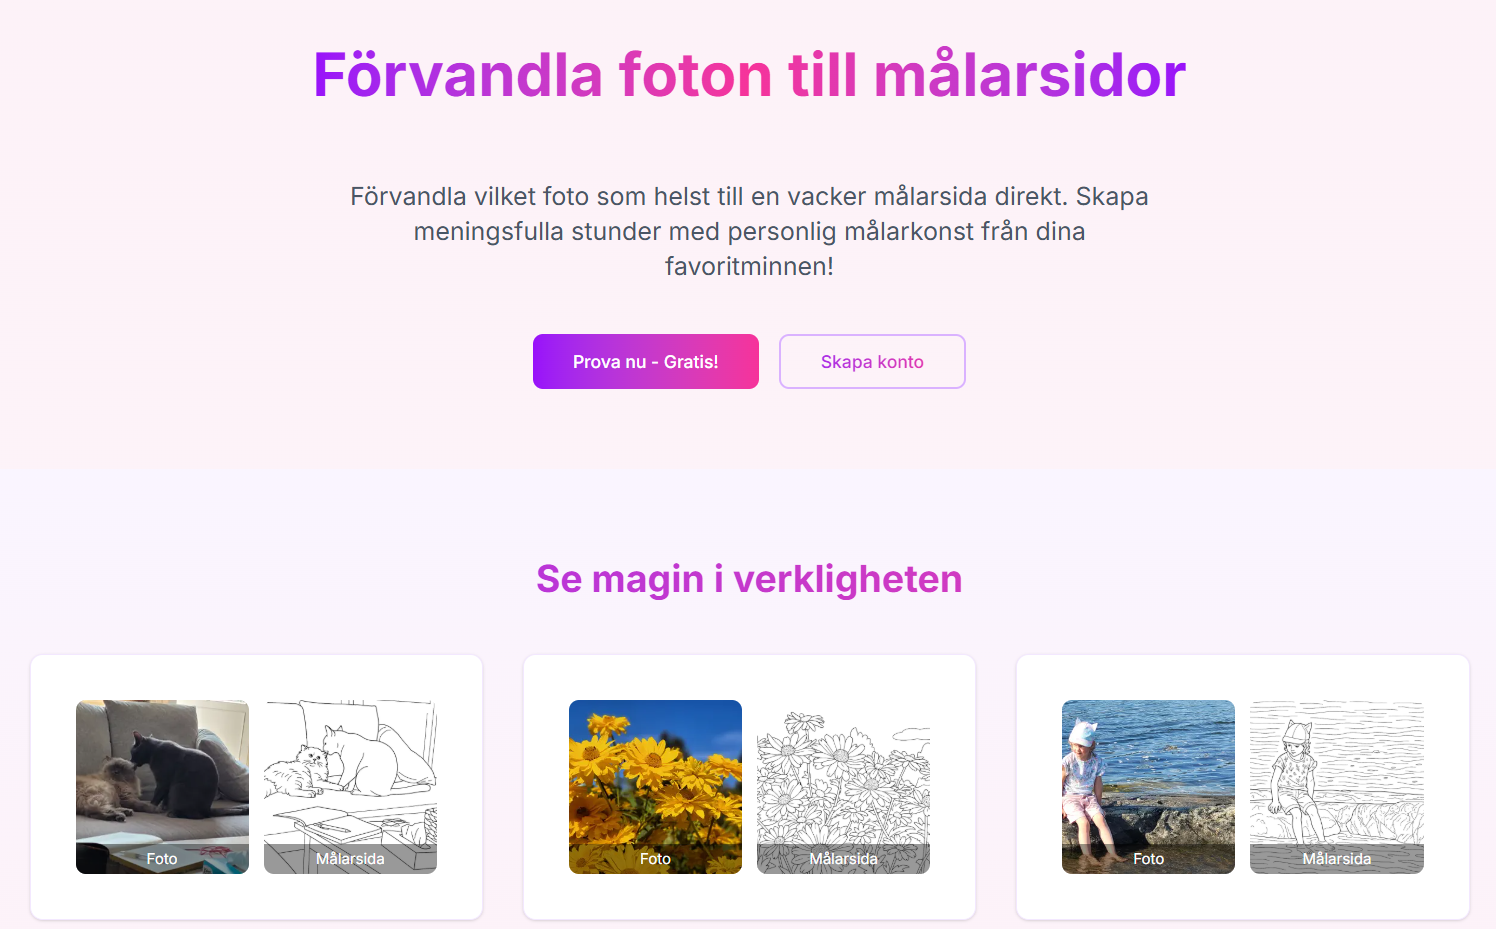 Förvandla foton till målarsidor
Förvandla vilket foto som helst till en vacker målarsida direkt. Skapa
meningsfulla stunder med personlig målarkonst från dina
favoritminnen!
Prova nu - Gratis!
Skapa konto
Se magin i verkligheten
Foto
Målarsida
Foto
Målarsida
Foto
Målarsida